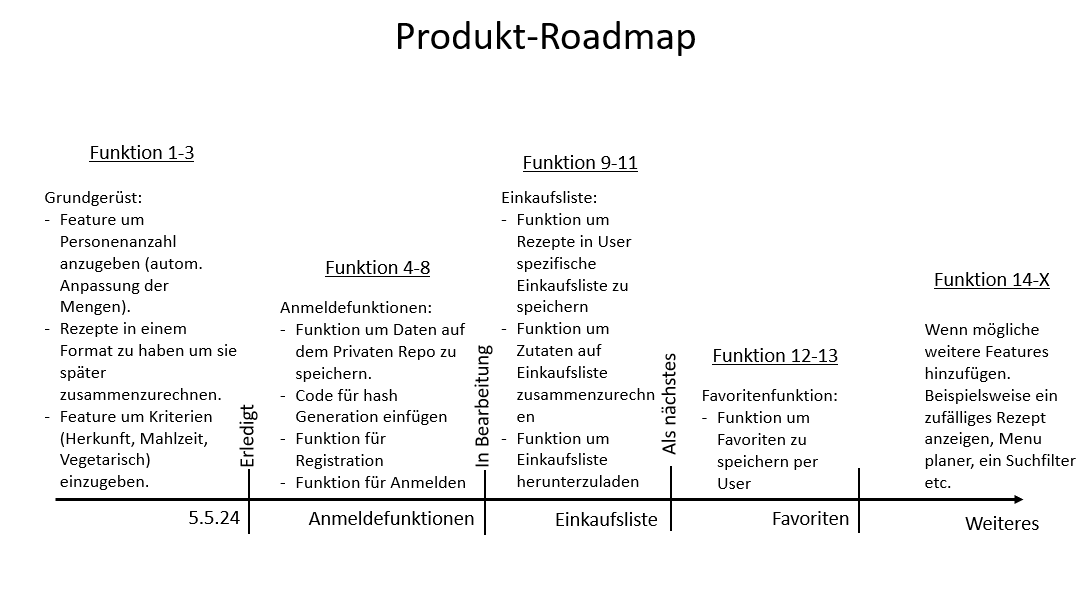 Produkt-Roadmap
Funktion 1-3
Grundgerüst:
- Feature um
Personenanzahl
anzugeben (autom.
Anpassung der
Mengen).
- Rezepte in einem
Format zu haben um sie
später
zusammenzurechnen.
- Feature um Kriterien
(Herkunft, Mahlzeit,
Vegetarisch)
einzugeben.
Erledigt
5.5.24
Funktion 4-8
Anmeldefunktionen:
- Funktion um Daten auf
dem Privaten Repo zu
speichern.
- Code für hash
Generation einfügen
- Funktion für
Registration
- Funktion für Anmelden
In Bearbeitung
Anmeldefunktionen
Funktion 9-11
Einkaufsliste:
- Funktion um
Rezepte in User
spezifische
Einkaufsliste zu
speichern
- Funktion um
Zutaten auf
Einkaufsliste
zusammenzurechn
en
- Funktion um
Einkaufsliste
herunterzuladen
Als nächstes
Einkaufsliste
Funktion 12-13
Favoritenfunktion:
- Funktion um
Favoriten zu
speichern per
User
Favoriten
Funktion 14-X
Wenn mögliche
weitere Features
hinzufügen.
Beispielsweise ein
zufälliges Rezept
anzeigen, Menu
planer, ein Suchfilter
etc.
Weiteres